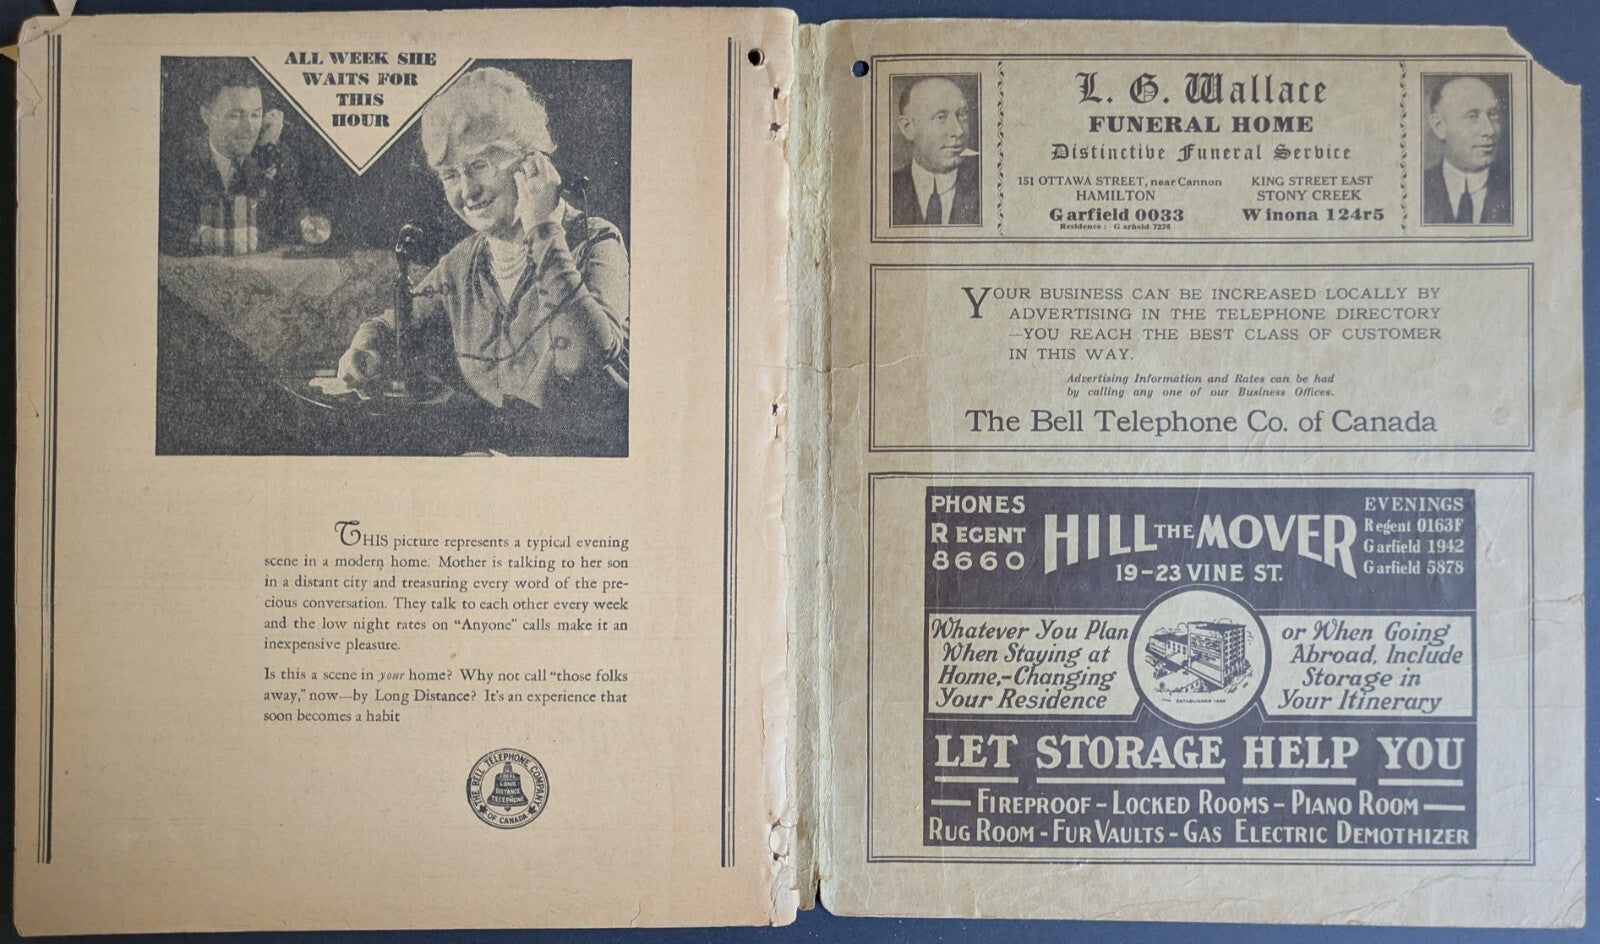 ALL WEEK SHE
WAITS FOR
THIS
HOUR
THIS picture represents a typical evening
scene in a modern home. Mother is talking to her son
in a distant city and treasuring every word of the pre-
cious conversation. They talk to each other every week
and the low night rates on "Anyone" calls make it an
inexpensive pleasure.
Is this a scene in your home? Why not call "those folks
away," now—by Long Distance? It's an experience that
soon becomes a habit
THE BELL TELEPHONE COMPANY
OF CANADA
LOCAL
LONG
DISTANCE
TELEPHONE
L. G. Wallace
FUNERAL HOME
Distinctive Funeral Service
151 OTTAWA STREET, near Cannon
HAMILTON
Garfield 0033
Residence: Garfield 7270
KING STREET EAST
STONY CREEK
Winona 124r5
YOUR BUSINESS CAN BE INCREASED LOCALLY BY
ADVERTISING IN THE TELEPHONE DIRECTORY
—YOU REACH THE BEST CLASS OF CUSTOMER
IN THIS WAY.
Advertising Information and Rates can be had
by calling any one of our Business Offices.
The Bell Telephone Co. of Canada
PHONES
REGENT
8660
HILL THE MOVER
19-23 VINE ST.
EVENINGS
Regent 0163F
Garfield 1942
Garfield 5878
Whatever You Plan
When Staying at
Home,-Changing
Your Residence
ESTABLISHED
or When Going
Abroad, Include
Storage in
Your Itinerary
LET STORAGE HELP YOU
— FIREPROOF - LOCKED ROOMS - PIANO ROOM —
RUG ROOM - FUR VAULTS - GAS ELECTRIC DEMOTHIZER